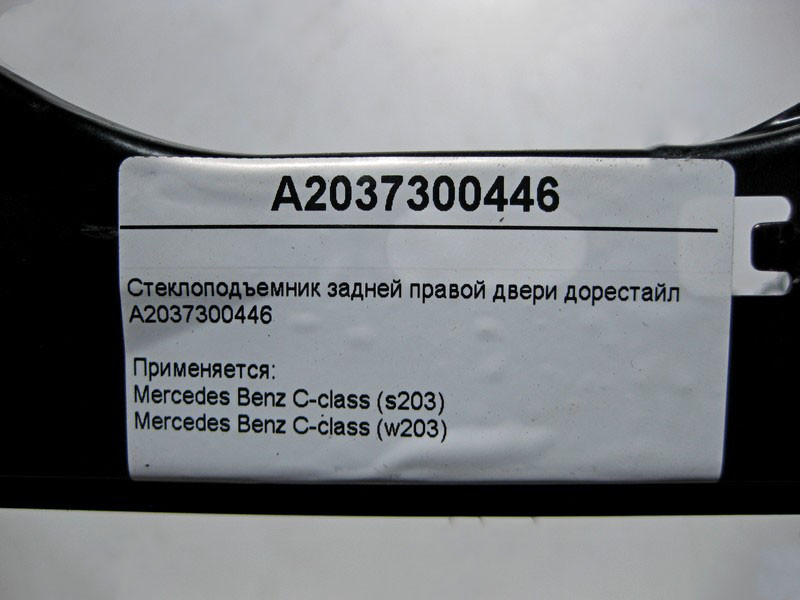 A2037300446
Стеклоподъемник задней правой двери дорестайл
A2037300446
Применяется:
Mercedes Benz C-class (s203)
Mercedes Benz C-class (w203)